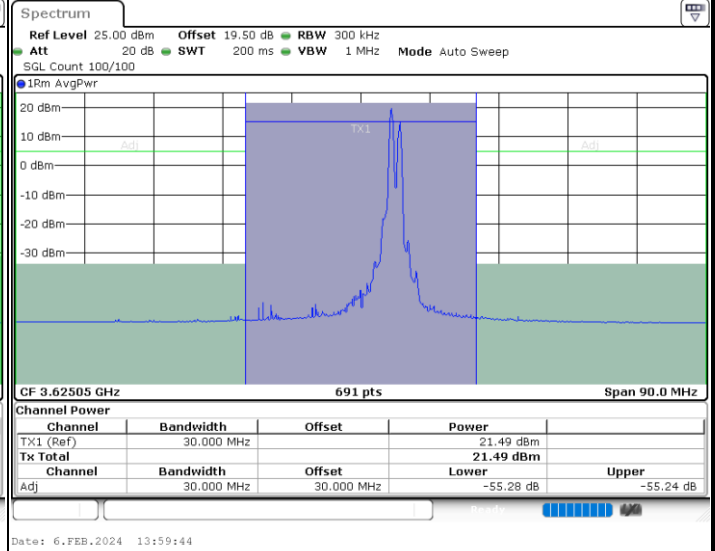 Spectrum
Ref Level 25.00 dBm Offset 19.50 dB RBW 300 kHz
Att 20 dB SWT 200 ms VBW 1 MHz Mode Auto Sweep
SGL Count 100/100
1Rm AvgPwr
20 dBm
TX1
10 dBm
Adj Adj
0 dBm
-10 dBm
-20 dBm
-30 dBm
CF 3.62505 GHz 691 pts Span 90.0 MHz
Channel Power
Channel Bandwidth Offset Power
TX1 (Ref) 30.000 MHz 21.49 dBm
Tx Total 21.49 dBm
Channel Bandwidth Offset Lower Upper
Adj 30.000 MHz 30.000 MHz -55.28 dB -55.24 dB
Ready
Date: 6.FEB.2024 13:59:44